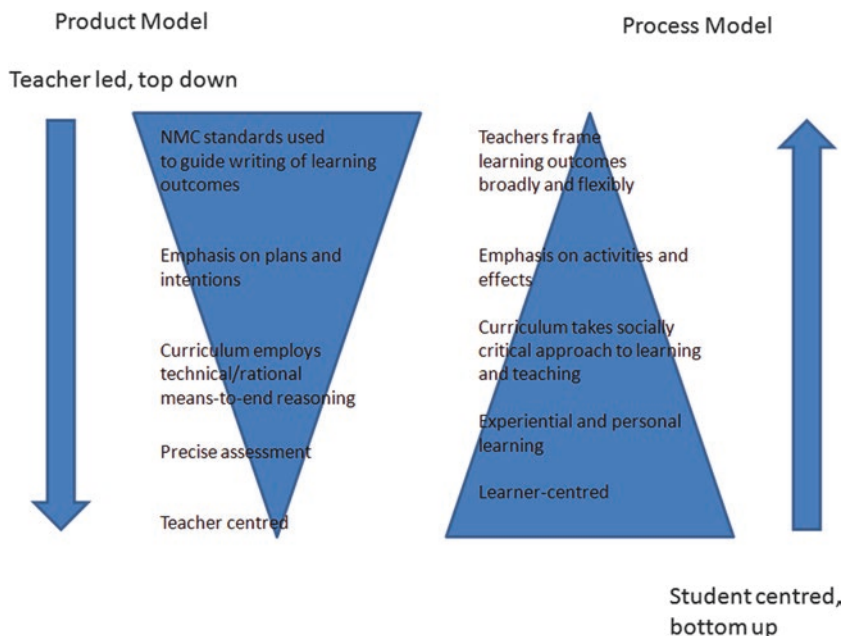 Product Model
Teacher led, top down
NMC standards used
to guide writing of learning
outcomes
Emphasis on plans and
intentions
Curriculum employs
technical/rational
means-to-end reasoning
Precise assessment
Teacher centred
Process Model
Teachers frame
learning outcomes
broadly and flexibly
Emphasis on activities and
effects
Curriculum takes socially
critical approach to learning
and teaching
Experiential and personal
learning
Learner-centred
Student centred,
bottom up